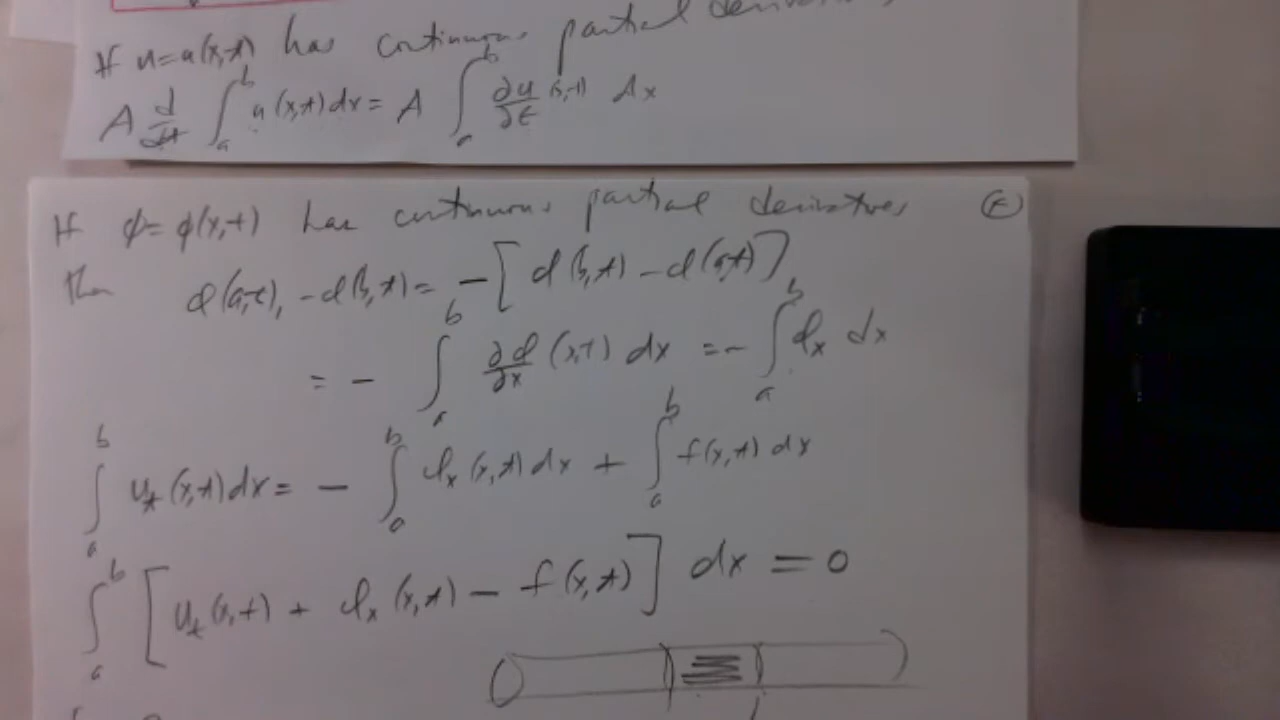 If u=u(x,t) has continuous partial
A d/dt ∫_a^b u(x,t) dx = A ∫_a^b ∂u/∂t (x,t) dx
If φ=φ(x,t) has continuous partial derivatives
then φ(a,t) - φ(b,t) = -[φ(b,t) - φ(a,t)]
= - ∫_a^b ∂φ/∂x (x,t) dx = - ∫_a^b φ_x dx
∫_a^b u_t(x,t) dx = - ∫_a^b φ_x(x,t) dx + ∫_a^b f(x,t) dx
∫_a^b [u_t(x,t) + φ_x(x,t) - f(x,t)] dx = 0